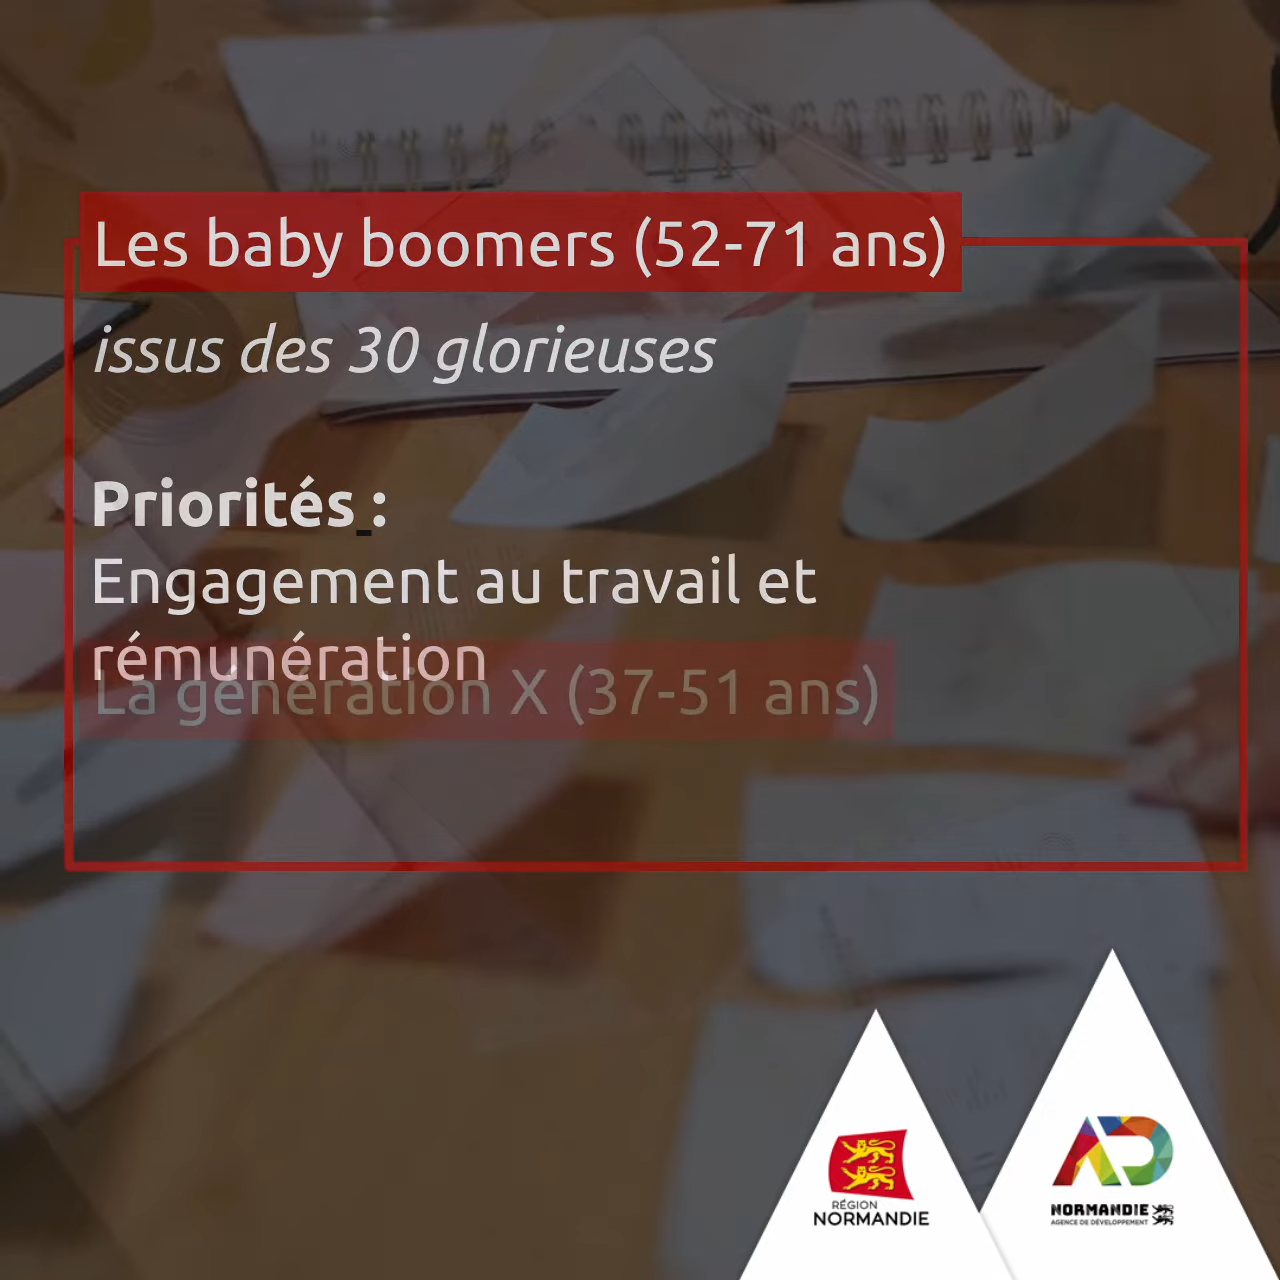 Les baby boomers (52-71 ans)
issus des 30 glorieuses
Priorités :
Engagement au travail et
rémunération
La génération X (37-51 ans)
RÉGION
NORMANDIE
AD
NORMANDIE
AGENCE DE DÉVELOPPEMENT